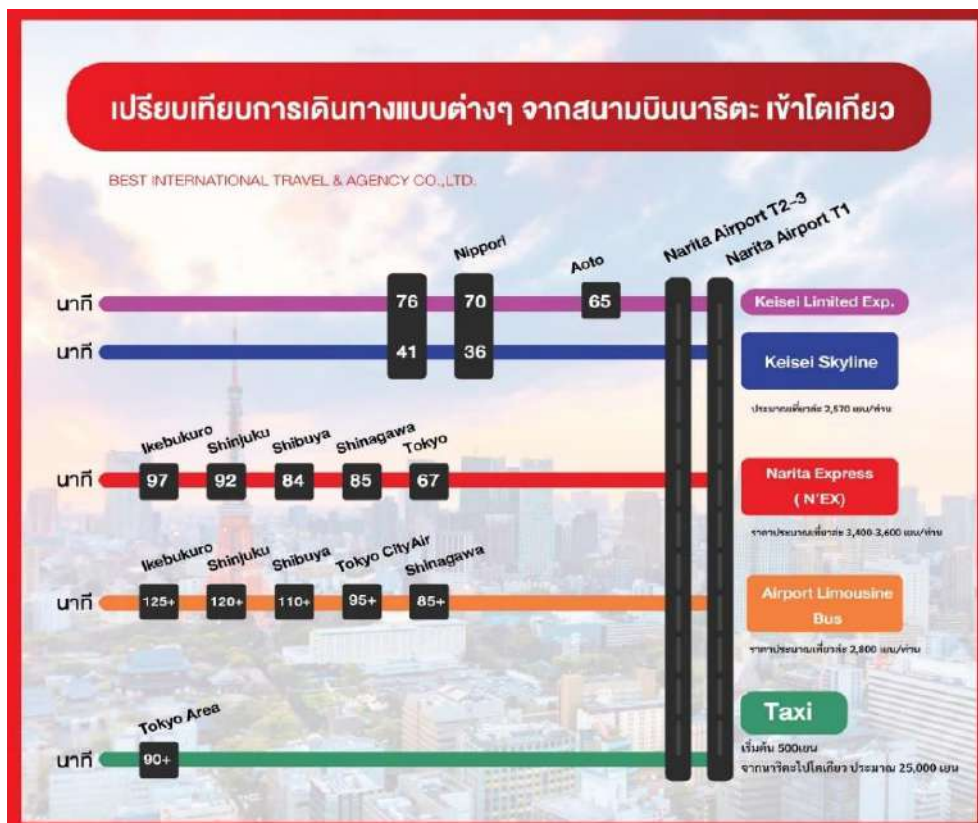 เปรียบเทียบการเดินทางแบบต่างๆ จากสนามบินนาริตะ เข้าโตเกียว
BEST INTERNATIONAL TRAVEL & AGENCY CO.,LTD.
Nippori
Aoto
Narita Airport T2-3
Narita Airport T1
นาที 76 70 65 Keisei Limited Exp.
นาที 41 36 Keisei Skyline
ประมาณเที่ยวล่ะ 2,570 เยน/ท่าน
Ikebukuro Shinjuku Shibuya Shinagawa Tokyo
นาที 97 92 84 85 67 Narita Express
( N'EX)
ราคาประมาณเที่ยวล่ะ 3,400-3,600 เยน/ท่าน
Ikebukuro Shinjuku Shibuya Tokyo CityAir Shinagawa
นาที 125+ 120+ 110+ 95+ 85+ Airport Limousine
Bus
ราคาประมาณเที่ยวล่ะ 2,800 เยน/ท่าน
Taxi
Tokyo Area
เริ่มต้น 500เยน
นาที 90+
จากนาริตะไปโตเกียว ประมาณ 25,000 เยน